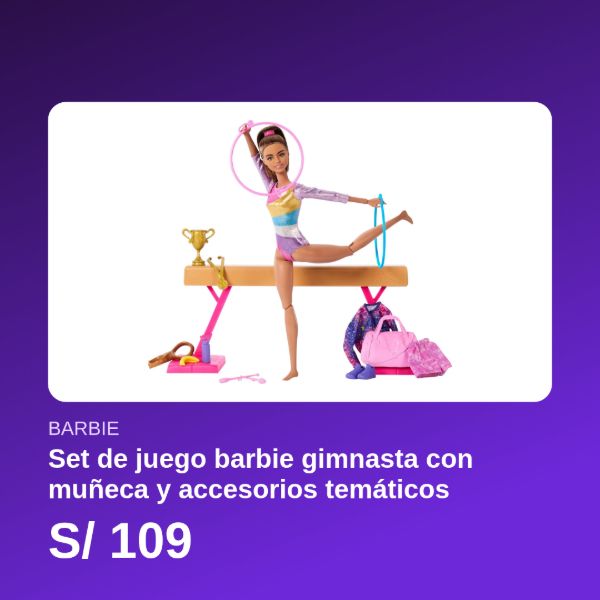 BARBIE
Set de juego barbie gimnasta con
muñeca y accesorios temáticos
S/ 109